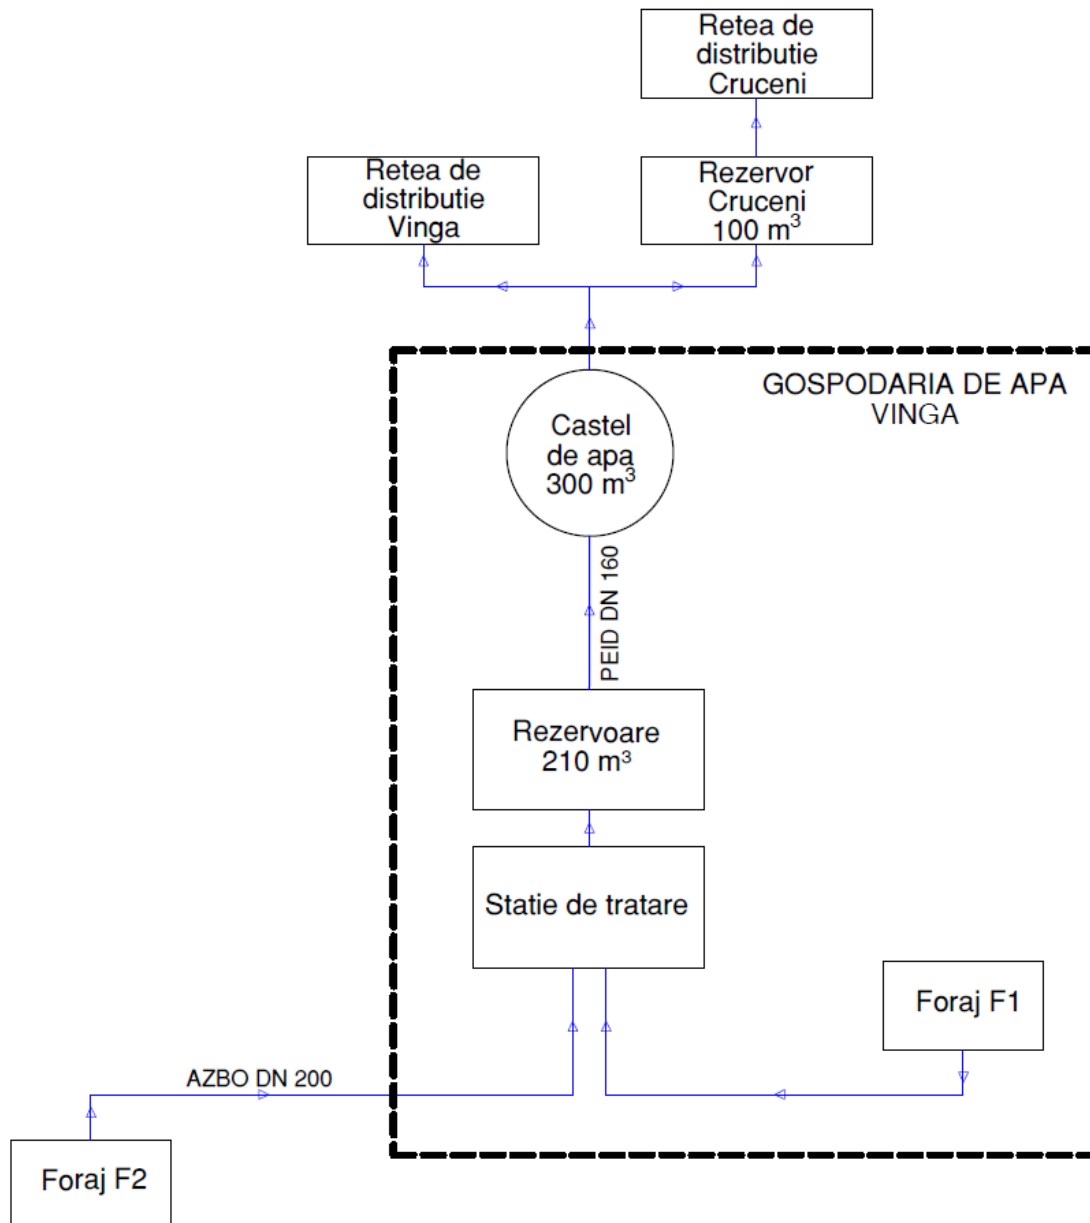 Retea de
distributie
Cruceni
Retea de
distributie
Vinga
Rezervor
Cruceni
100 m³
GOSPODARIA DE APA
VINGA
Castel
de apa
300 m³
PEID DN 160
Rezervoare
210 m³
Statie de tratare
Foraj F1
AZBO DN 200
Foraj F2